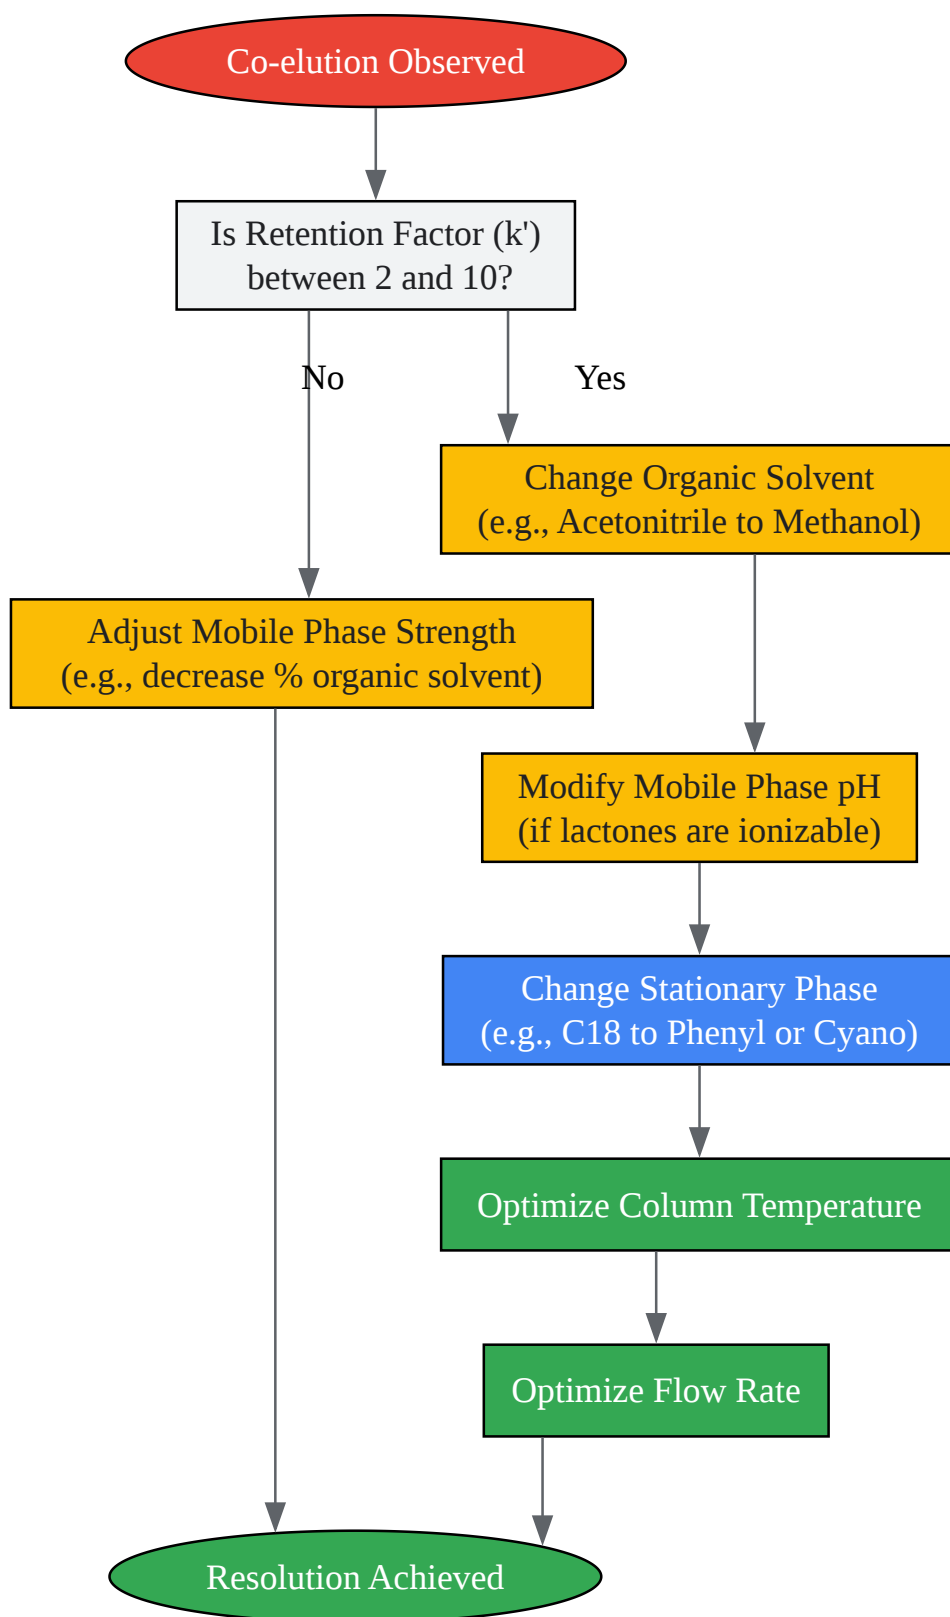 Co-elution Observed
Is Retention Factor (k')
between 2 and 10?
No
Yes
Change Organic Solvent
(e.g., Acetonitrile to Methanol)
Adjust Mobile Phase Strength
(e.g., decrease % organic solvent)
Modify Mobile Phase pH
(if lactones are ionizable)
Change Stationary Phase
(e.g., C18 to Phenyl or Cyano)
Optimize Column Temperature
Optimize Flow Rate
Resolution Achieved